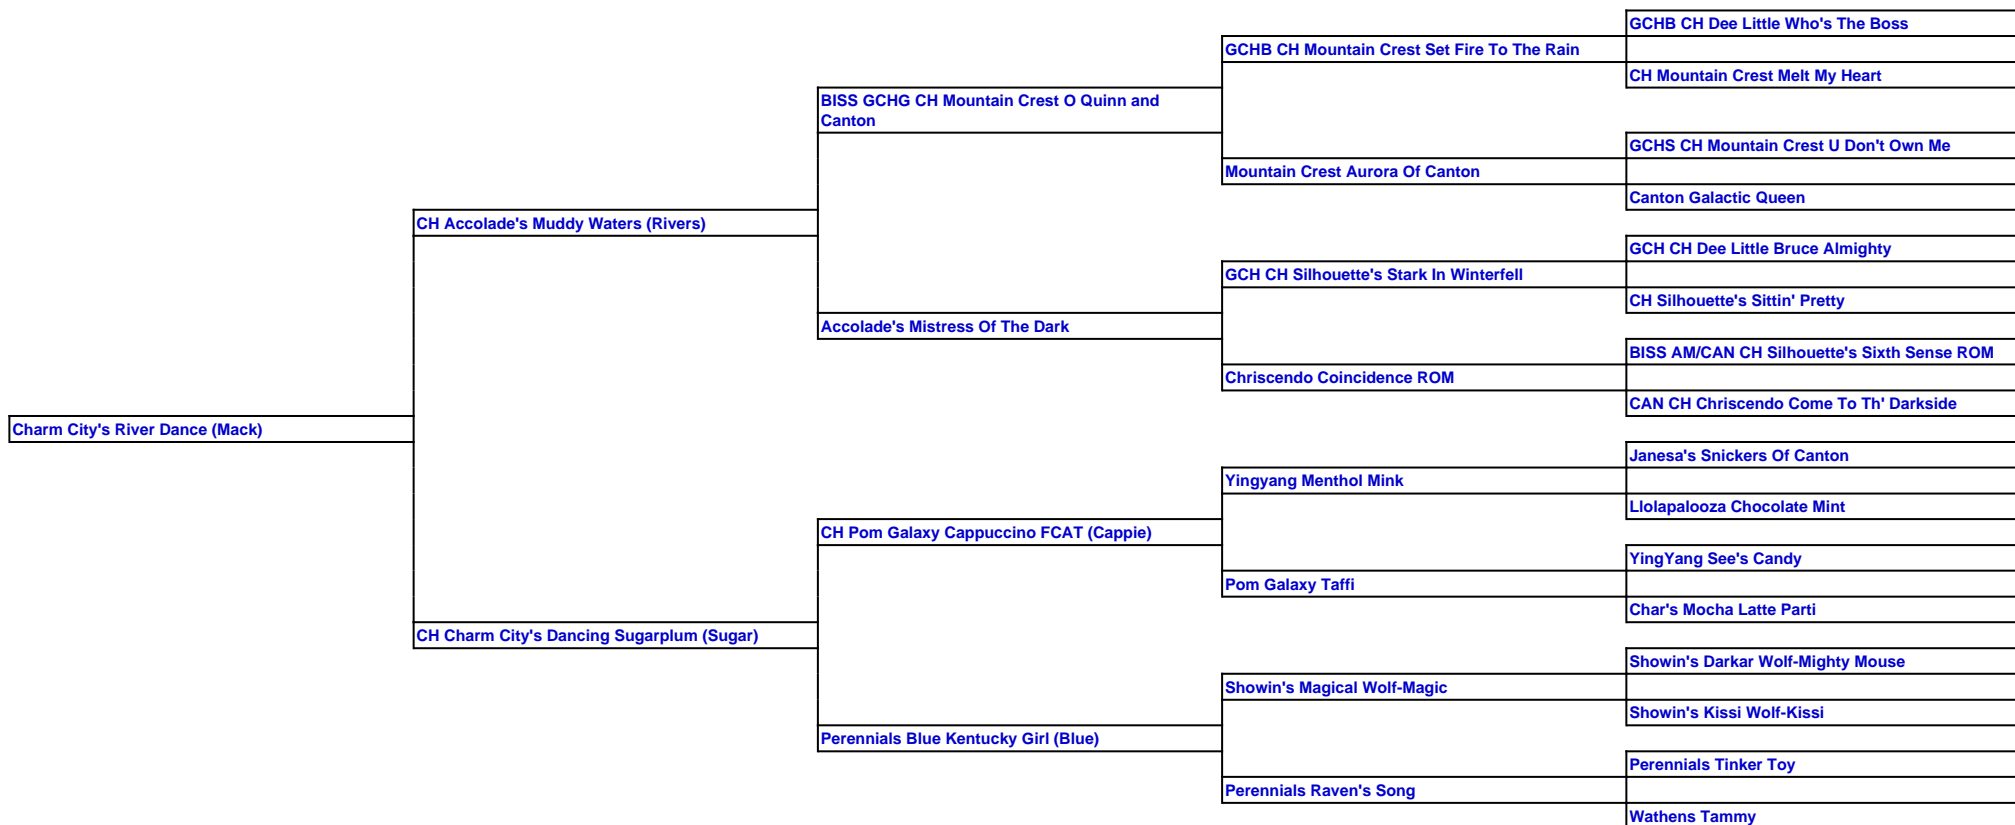 GCHB CH Dee Little Who's The Boss
GCHB CH Mountain Crest Set Fire To The Rain
CH Mountain Crest Melt My Heart
BISS GCHG CH Mountain Crest O Quinn and
Canton
GCHS CH Mountain Crest U Don't Own Me
Mountain Crest Aurora Of Canton
Canton Galactic Queen
CH Accolade's Muddy Waters (Rivers)
GCH CH Dee Little Bruce Almighty
GCH CH Silhouette's Stark In Winterfell
CH Silhouette's Sittin' Pretty
Accolade's Mistress Of The Dark
BISS AM/CAN CH Silhouette's Sixth Sense ROM
Chriscendo Coincidence ROM
CAN CH Chriscendo Come To Th' Darkside
Charm City's River Dance (Mack)
Janesa's Snickers Of Canton
Yingyang Menthol Mink
Llolapalooza Chocolate Mint
CH Pom Galaxy Cappuccino FCAT (Cappie)
YingYang See's Candy
Pom Galaxy Taffi
Char's Mocha Latte Parti
CH Charm City's Dancing Sugarplum (Sugar)
Showin's Darkar Wolf-Mighty Mouse
Showin's Magical Wolf-Magic
Showin's Kissi Wolf-Kissi
Perennials Blue Kentucky Girl (Blue)
Perennials Tinker Toy
Perennials Raven's Song
Wathens Tammy